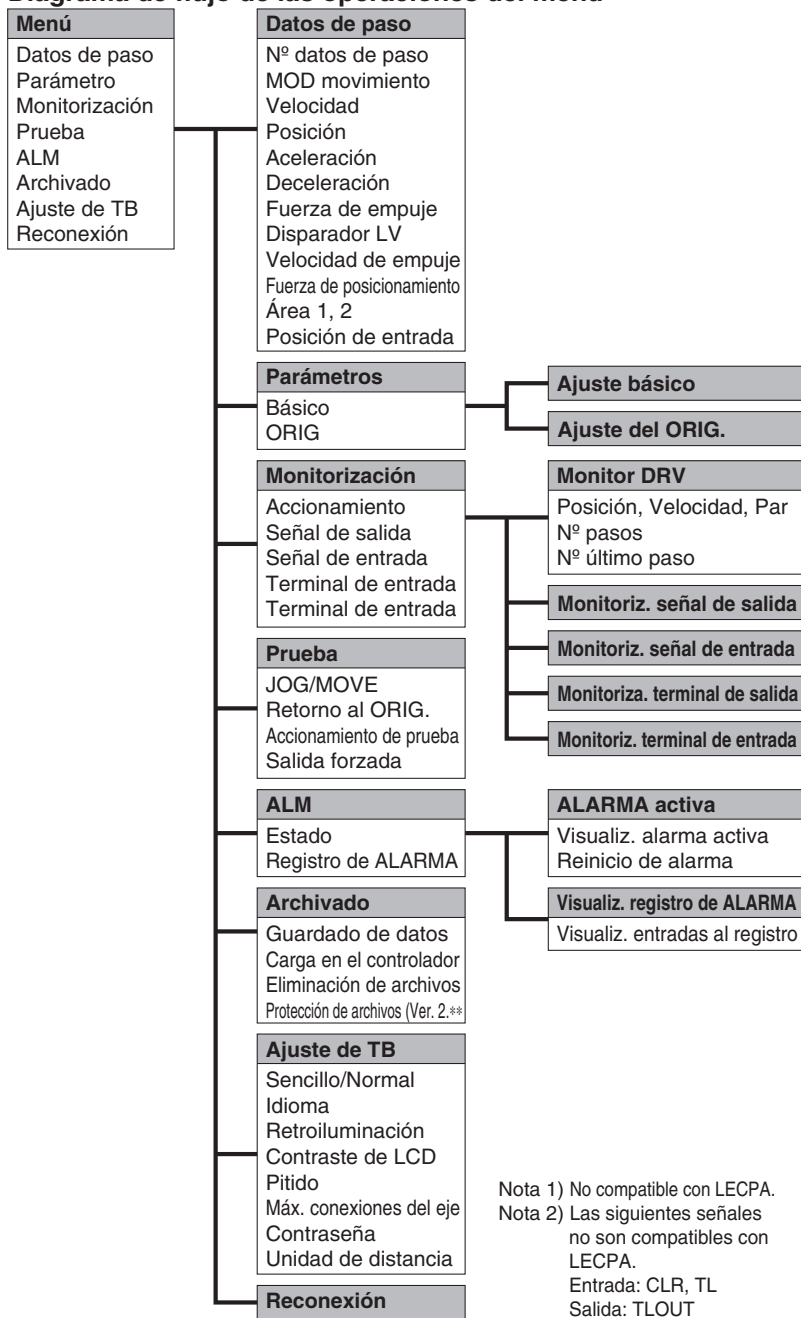 Diagrama de flujo de las operaciones del menú
Menú
Datos de paso
Parámetro
Monitorización
Prueba
ALM
Archivado
Ajuste de TB
Reconexión
Datos de paso
Nº datos de paso
MOD movimiento
Velocidad
Posición
Aceleración
Deceleración
Fuerza de empuje
Disparador LV
Velocidad de empuje
Fuerza de posicionamiento
Área 1, 2
Posición de entrada
Parámetros
Básico
ORIG
Ajuste básico
Ajuste del ORIG.
Monitorización
Accionamiento
Señal de salida
Señal de entrada
Terminal de entrada
Terminal de entrada
Monitor DRV
Posición, Velocidad, Par
Nº pasos
Nº último paso
Monitoriz. señal de salida
Monitoriz. señal de entrada
Monitoriza. terminal de salida
Monitoriz. terminal de entrada
Prueba
JOG/MOVE
Retorno al ORIG.
Accionamiento de prueba
Salida forzada
ALM
Estado
Registro de ALARMA
ALARMA activa
Visualiz. alarma activa
Reinicio de alarma
Visualiz. registro de ALARMA
Visualiz. entradas al registro
Archivado
Guardado de datos
Carga en el controlador
Eliminación de archivos
Protección de archivos (Ver. 2.**
Ajuste de TB
Sencillo/Normal
Idioma
Retroiluminación
Contraste de LCD
Pitido
Máx. conexiones del eje
Contraseña
Unidad de distancia
Reconexión
Nota 1) No compatible con LECPA.
Nota 2) Las siguientes señales
no son compatibles con
LECPA.
Entrada: CLR, TL
Salida: TLOUT